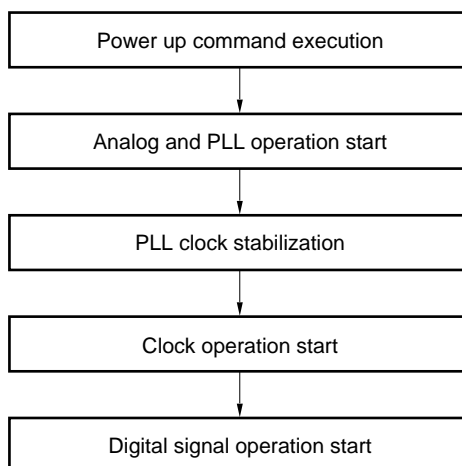 Power up command execution
Analog and PLL operation start
PLL clock stabilization
Clock operation start
Digital signal operation start